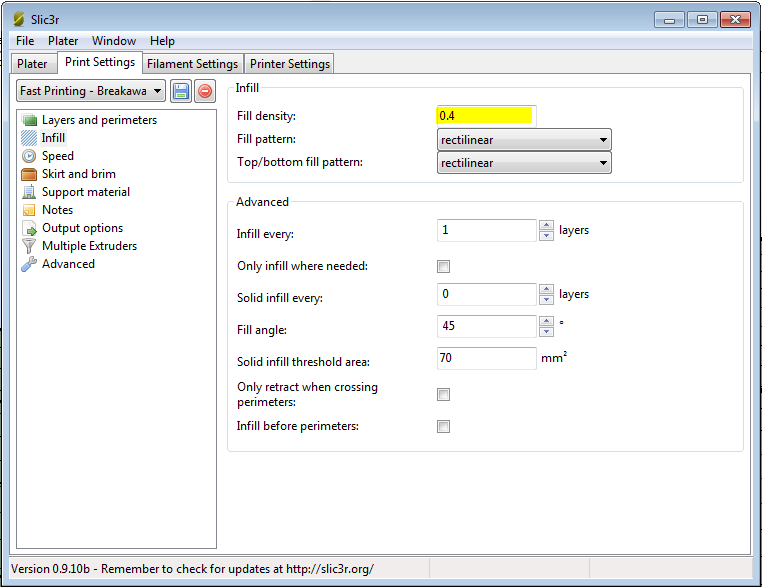 Slic3r
File Plater Window Help
Plater Print Settings Filament Settings Printer Settings
Fast Printing - Breakawa
Layers and perimeters
Infill
Speed
Skirt and brim
Support material
Notes
Output options
Multiple Extruders
Advanced
Infill
Fill density: 0.4
Fill pattern: rectilinear
Top/bottom fill pattern: rectilinear
Advanced
Infill every: 1 layers
Only infill where needed:
Solid infill every: 0 layers
Fill angle: 45 °
Solid infill threshold area: 70 mm²
Only retract when crossing
perimeters:
Infill before perimeters:
Version 0.9.10b - Remember to check for updates at http://slic3r.org/